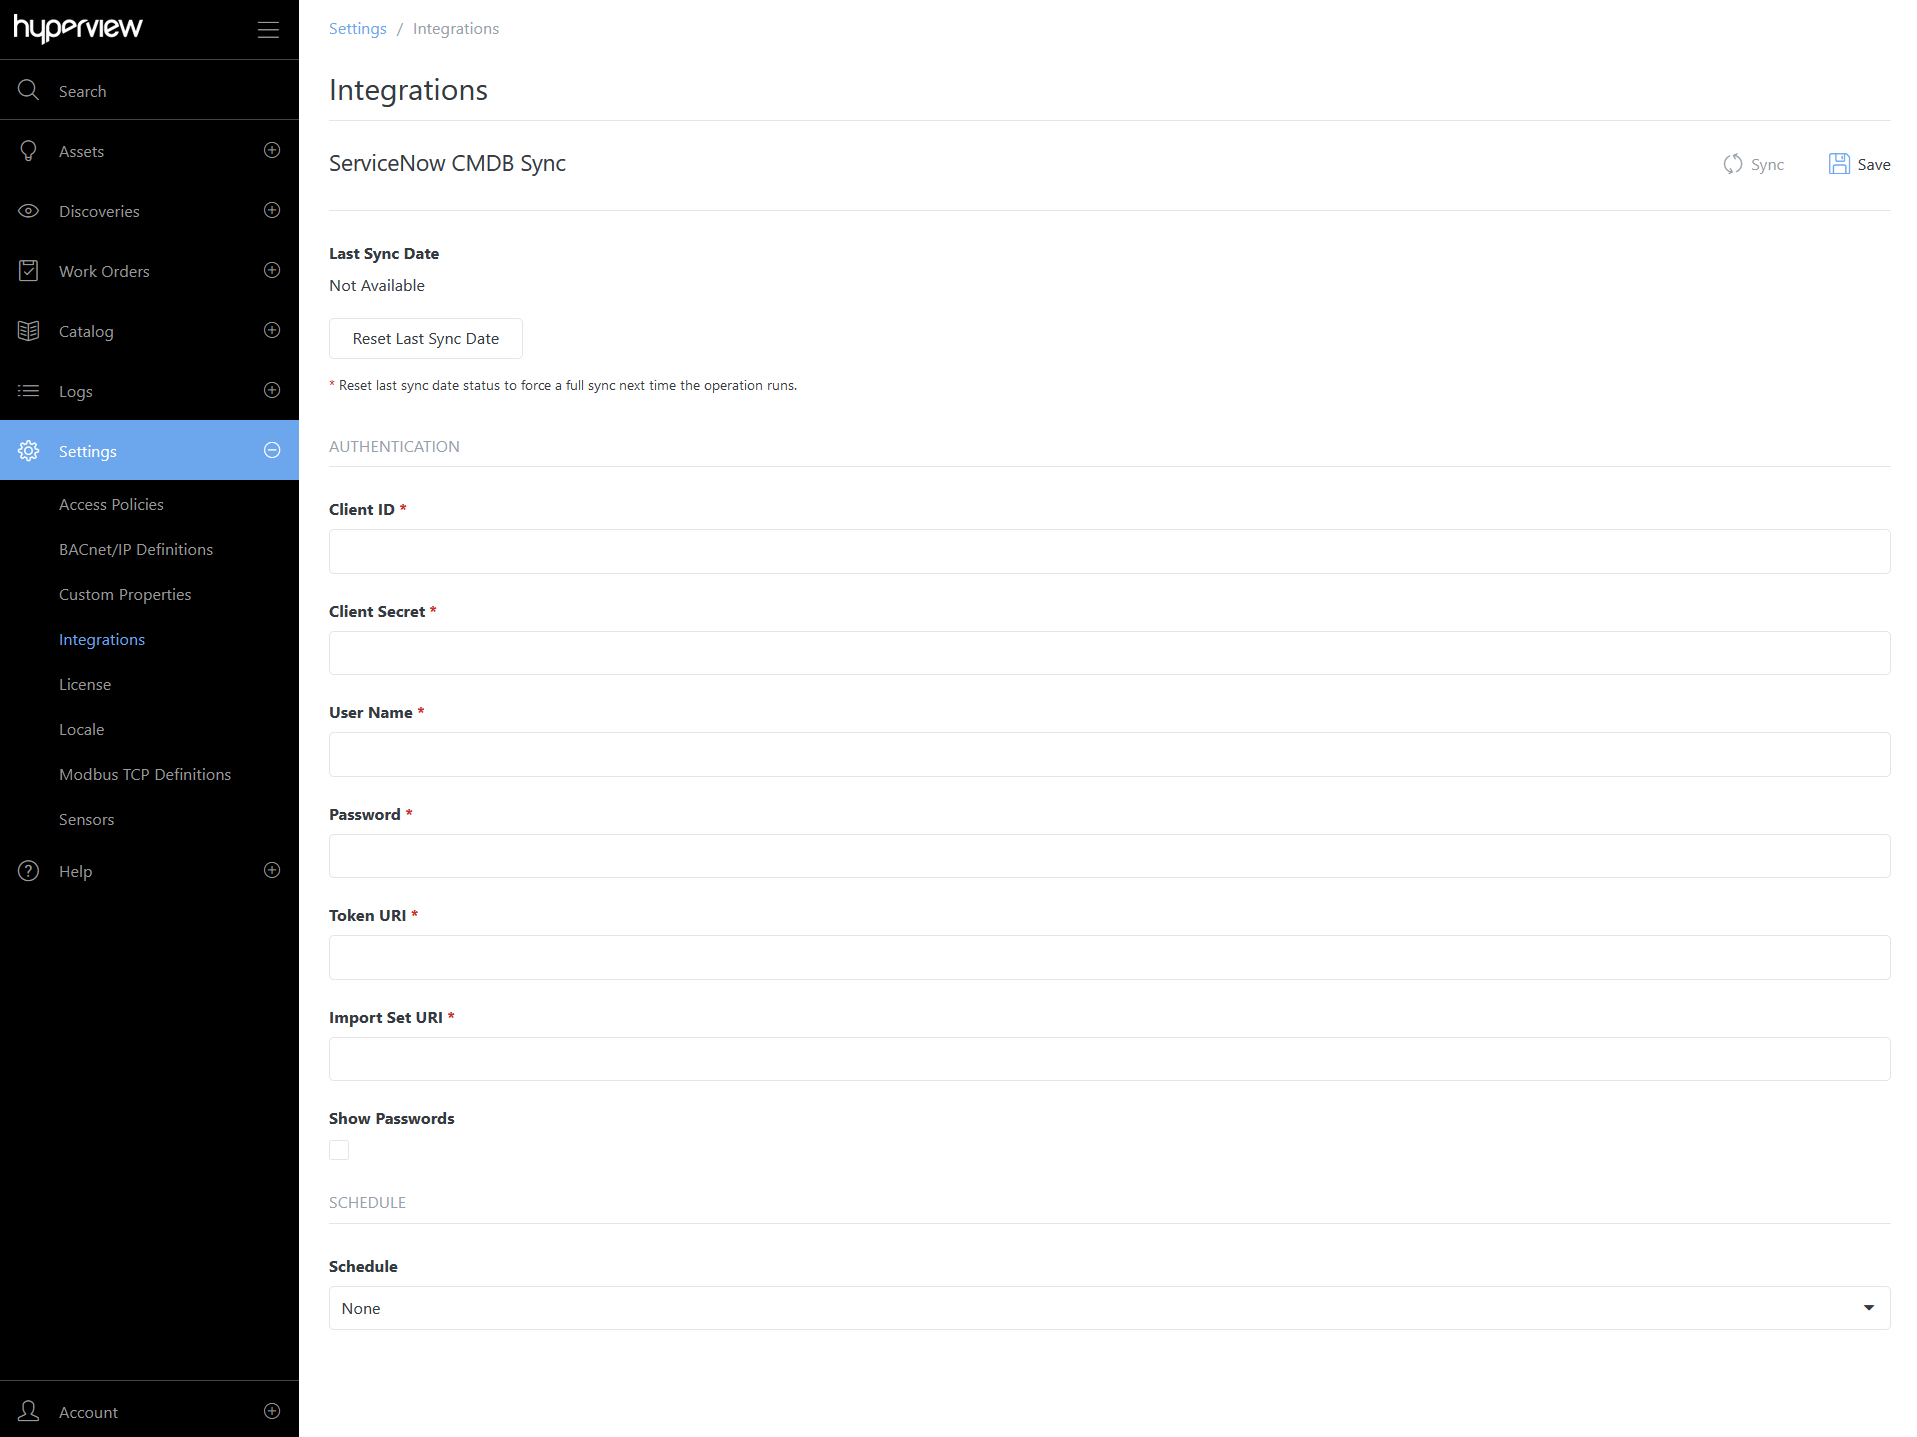 hyperview
Search
Assets
Discoveries
Work Orders
Catalog
Logs
Settings
Access Policies
BACnet/IP Definitions
Custom Properties
Integrations
License
Locale
Modbus TCP Definitions
Sensors
Help
Account
Settings / Integrations
Integrations
ServiceNow CMDB Sync
Sync
Save
Last Sync Date
Not Available
Reset Last Sync Date
* Reset last sync date status to force a full sync next time the operation runs.
AUTHENTICATION
Client ID *
Client Secret *
User Name *
Password *
Token URI *
Import Set URI *
Show Passwords
SCHEDULE
Schedule
None